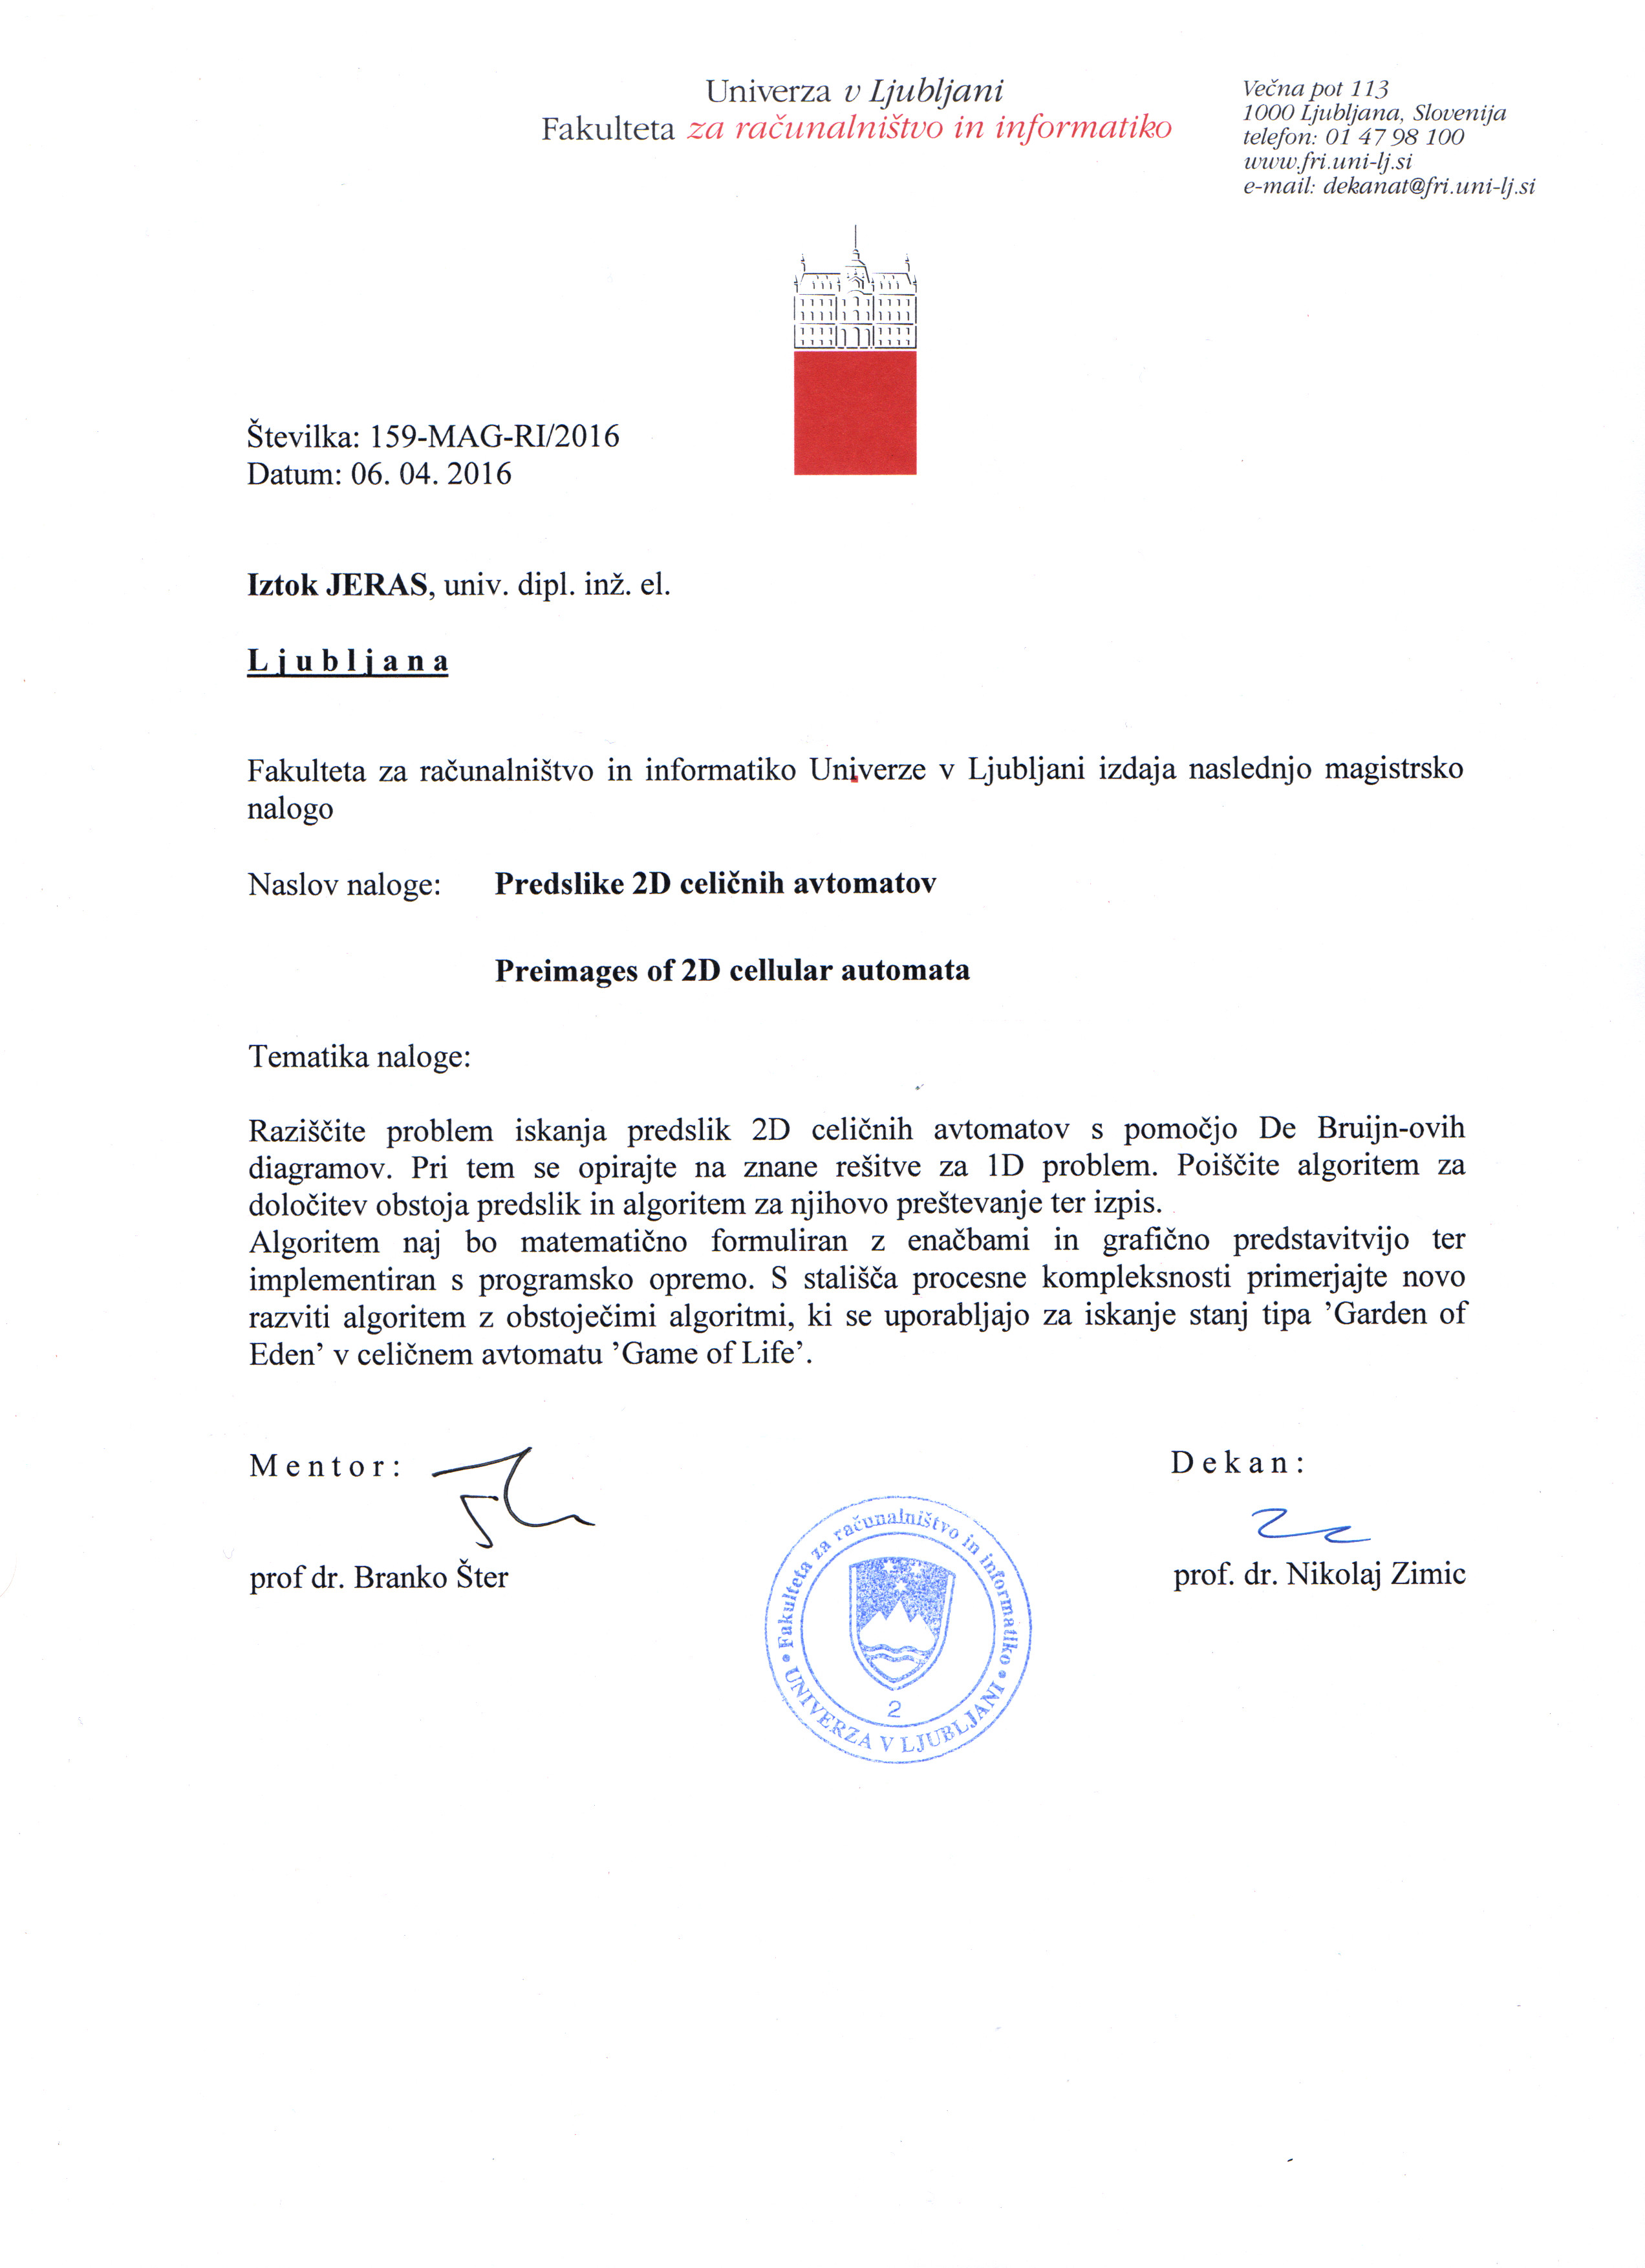 Univerza v Ljubljani
Fakulteta za računalništvo in informatiko
Večna pot 113
1000 Ljubljana, Slovenija
telefon: 01 47 98 100
www.fri.uni-lj.si
e-mail: dekanat@fri.uni-lj.si
Številka: 159-MAG-RI/2016
Datum: 06. 04. 2016
Iztok JERAS, univ. dipl. inž. el.
L j u b l j a n a
Fakulteta za računalništvo in informatiko Univerze v Ljubljani izdaja naslednjo magistrsko
nalogo
Naslov naloge: Predslike 2D celičnih avtomatov
Preimages of 2D cellular automata
Tematika naloge:
Raziščite problem iskanja predslik 2D celičnih avtomatov s pomočjo De Bruijn-ovih
diagramov. Pri tem se opirajte na znane rešitve za 1D problem. Poiščite algoritem za
določitev obstoja predslik in algoritem za njihovo preštevanje ter izpis.
Algoritem naj bo matematično formuliran z enačbami in grafično predstavitvijo ter
implementiran s programsko opremo. S stališča procesne kompleksnosti primerjajte novo
razviti algoritem z obstoječimi algoritmi, ki se uporabljajo za iskanje stanj tipa ’Garden of
Eden’ v celičnem avtomatu ’Game of Life’.
M e n t o r :
prof dr. Branko Šter
D e k a n :
prof. dr. Nikolaj Zimic
• Fakulteta za računalništvo in informatiko •
UNIVERZA V LJUBLJANI
2